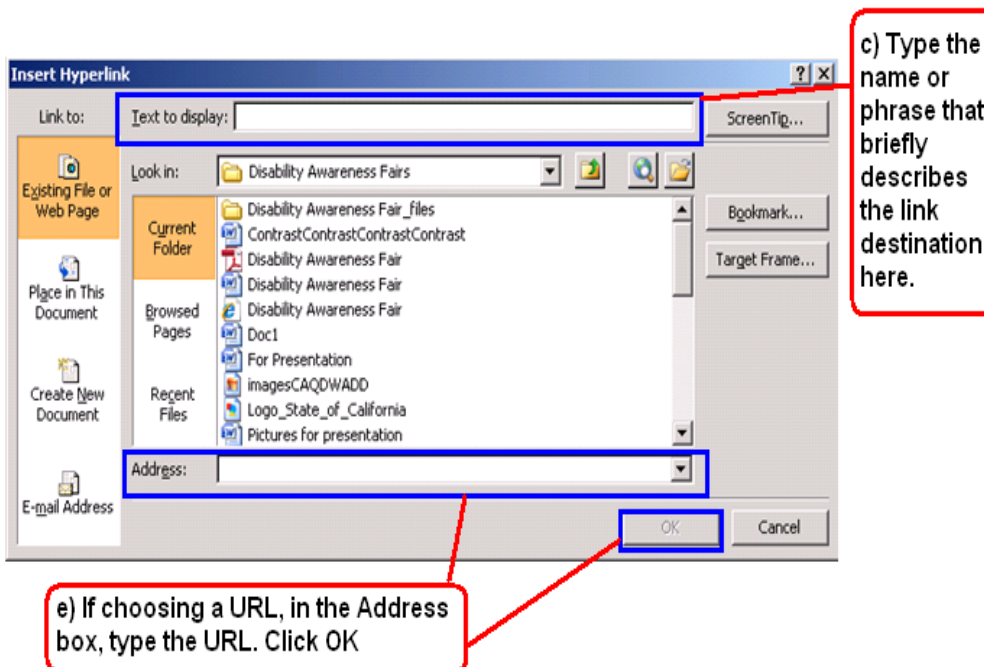 Insert Hyperlink
Link to:
Text to display:
ScreenTip...
Existing File or
Web Page
Look in:
Disability Awareness Fairs
Current
Folder
Disability Awareness Fair_files
ContrastContrastContrastContrast
Disability Awareness Fair
Disability Awareness Fair
Disability Awareness Fair
Doc1
For Presentation
imagesCAQDWADD
Logo_State_of_California
Pictures for presentation
Bookmark...
Target Frame...
Place in This
Document
Browsed
Pages
Create New
Document
Recent
Files
Address:
E-mail Address
OK
Cancel
c) Type the
name or
phrase that
briefly
describes
the link
destination
here.
e) If choosing a URL, in the Address
box, type the URL. Click OK